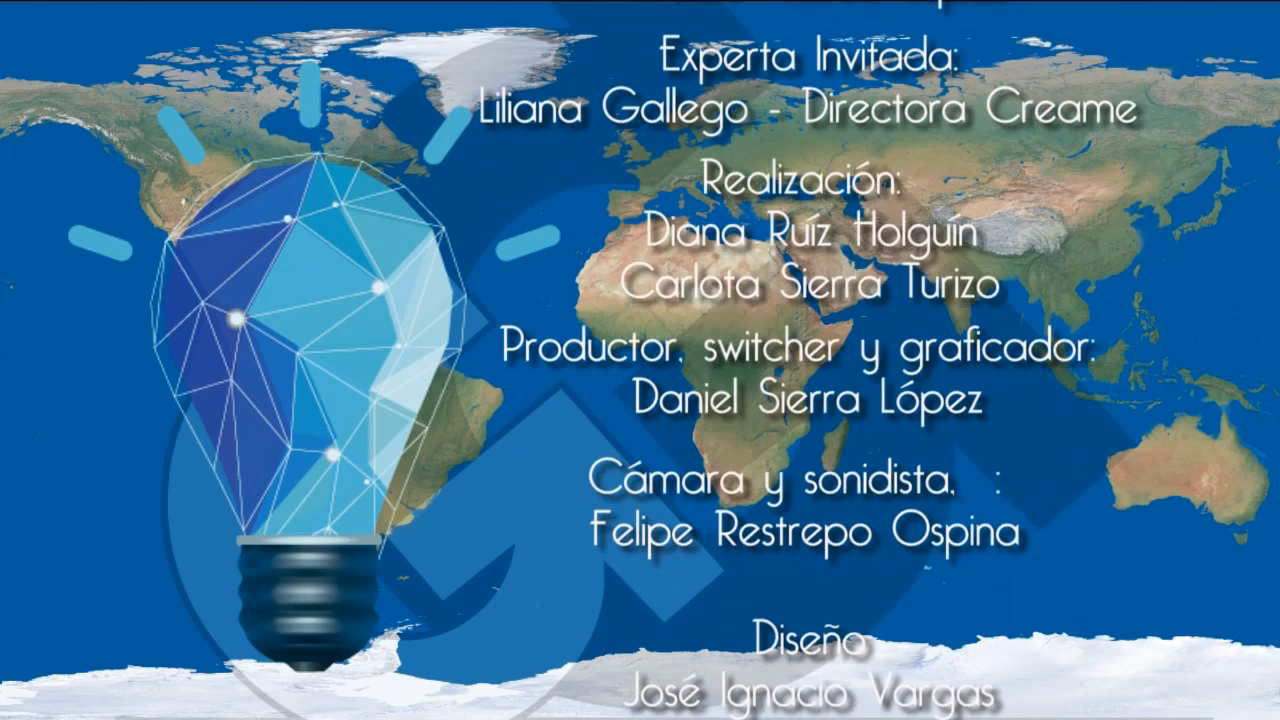 Experta Invitada:
Liliana Gallego - Directora Creame
Realización:
Diana Ruíz Holguín
Carlota Sierra Turizo
Productor, switcher y graficador:
Daniel Sierra López
Cámara y sonidista, :
Felipe Restrepo Ospina
Diseño
José Ignacio Vargas